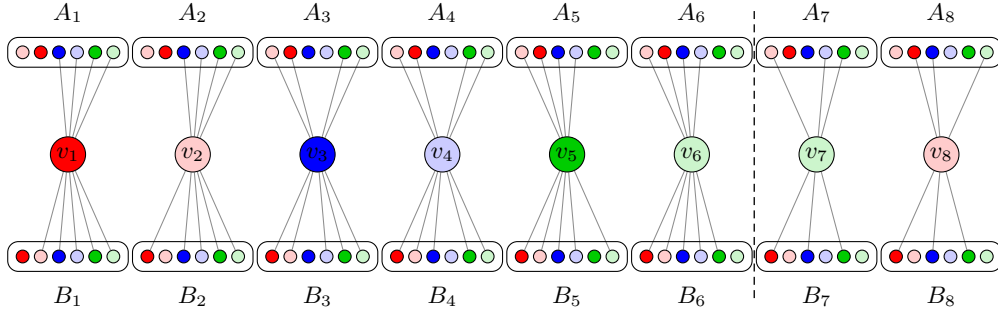 A₁ A₂ A₃ A₄ A₅ A₆ A₇ A₈
v₁ v₂ v₃ v₄ v₅ v₆ v₇ v₈
B₁ B₂ B₃ B₄ B₅ B₆ B₇ B₈